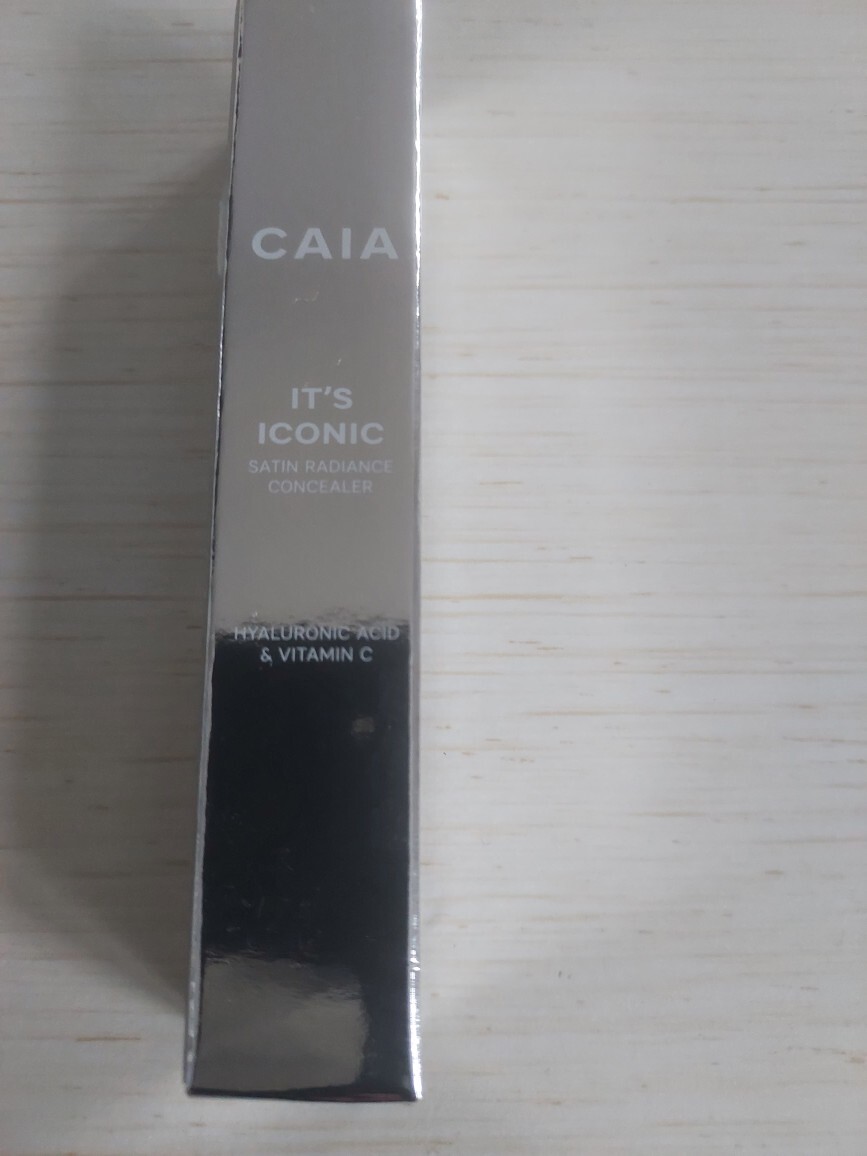 CAIA
IT'S
ICONIC
SATIN RADIANCE
CONCEALER
HYALURONIC ACID
& VITAMIN C